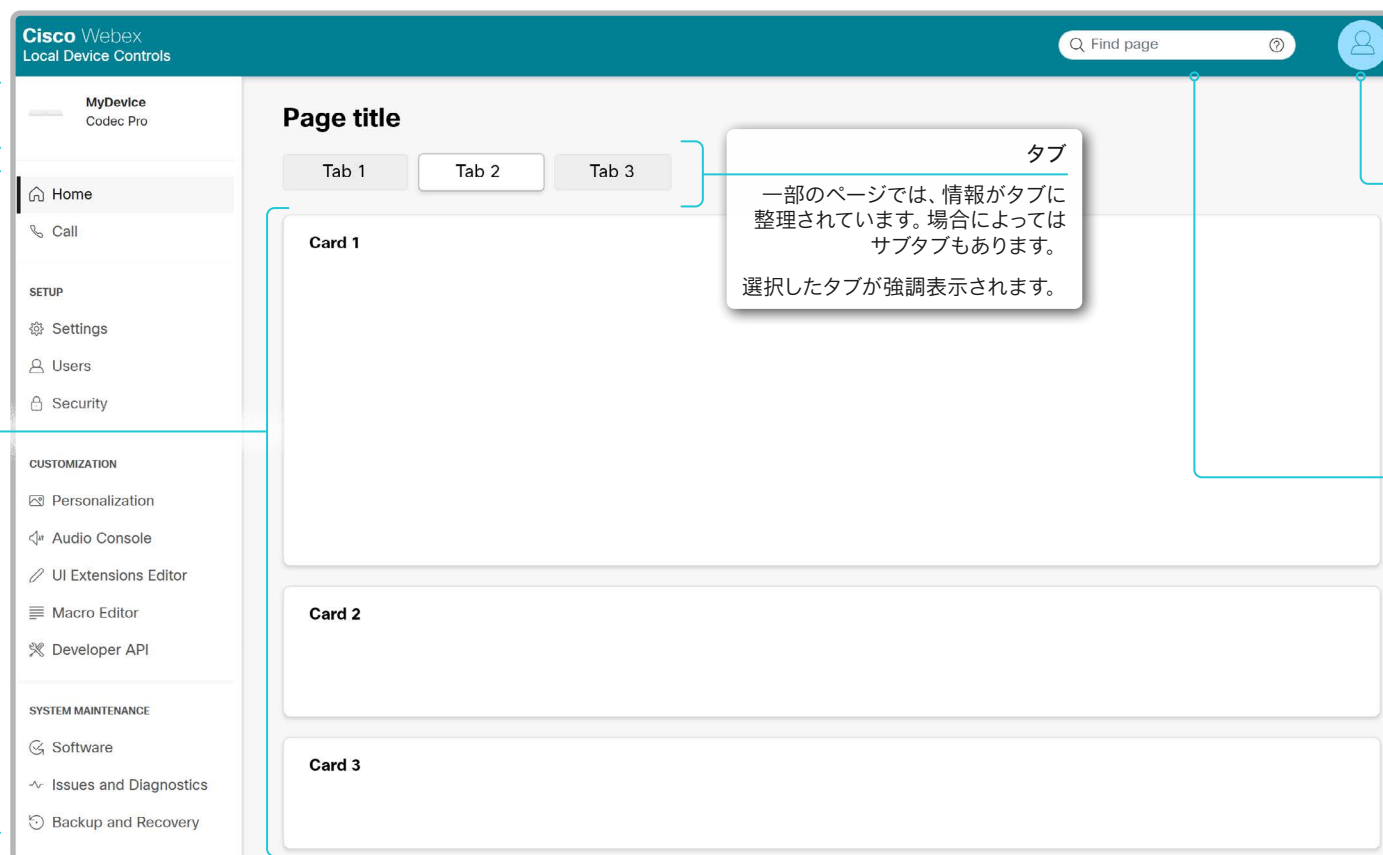 Cisco Webex
Local Device Controls
Find page
MyDevice
Codec Pro
Home
Call
SETUP
Settings
Users
Security
CUSTOMIZATION
Personalization
Audio Console
UI Extensions Editor
Macro Editor
Developer API
SYSTEM MAINTENANCE
Software
Issues and Diagnostics
Backup and Recovery
Page title
Tab 1
Tab 2
Tab 3
タブ
一部のページでは、情報がタブに
整理されています。場合によっては
サブタブもあります。
選択したタブが強調表示されます。
Card 1
Card 2
Card 3